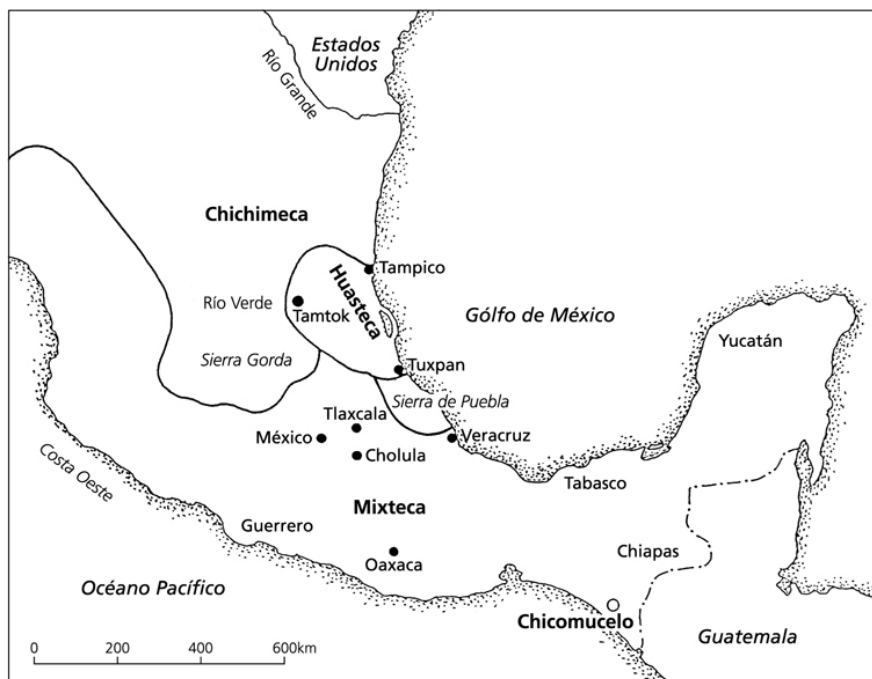 Estados
Unidos
Río Grande
Chichimeca
Huasteca
Tampico
Río Verde
Tamtok
Gólfo de México
Yucatán
Sierra Gorda
Tuxpan
Sierra de Puebla
Tlaxcala
México
Veracruz
Cholula
Costa Oeste
Tabasco
Mixteca
Guerrero
Chiapas
Oaxaca
Océano Pacífico
Chicomucelo
Guatemala
0 200 400 600km